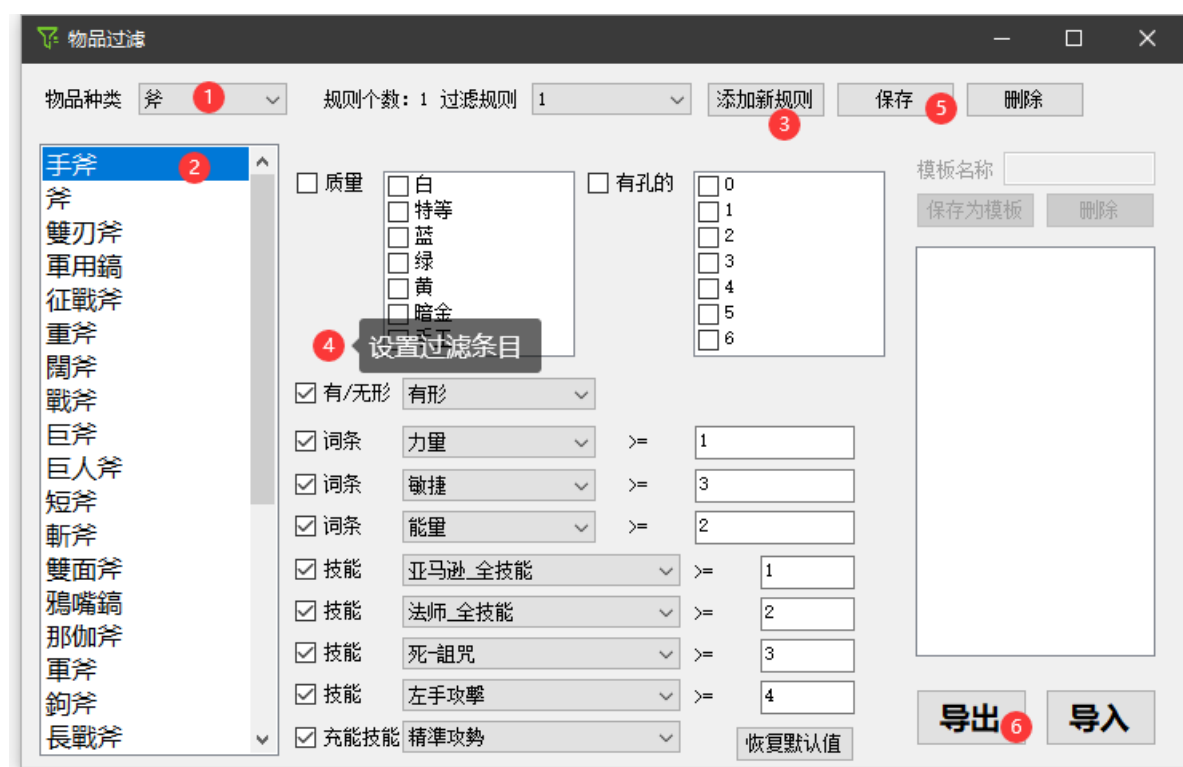 物品过滤
物品种类 斧 1 规则个数: 1 过滤规则 1 添加新规则 3 保存 5 删除
手斧 2
斧
雙刃斧
軍用鎬
征戰斧
重斧
闊斧
戰斧
巨斧
巨人斧
短斧
斬斧
雙面斧
鴉嘴鎬
那伽斧
軍斧
鉤斧
長戰斧
质量
白
特等
蓝
绿
黄
暗金
有孔的
0
1
2
3
4
5
6
4 设置过滤条目
有/无形 有形
词条 力量 >= 1
词条 敏捷 >= 3
词条 能量 >= 2
技能 亚马逊_全技能 >= 1
技能 法师_全技能 >= 2
技能 死-詛咒 >= 3
技能 左手攻擊 >= 4
充能技能 精準攻勢 恢复默认值
模板名称
保存为模板 删除
导出 6 导入